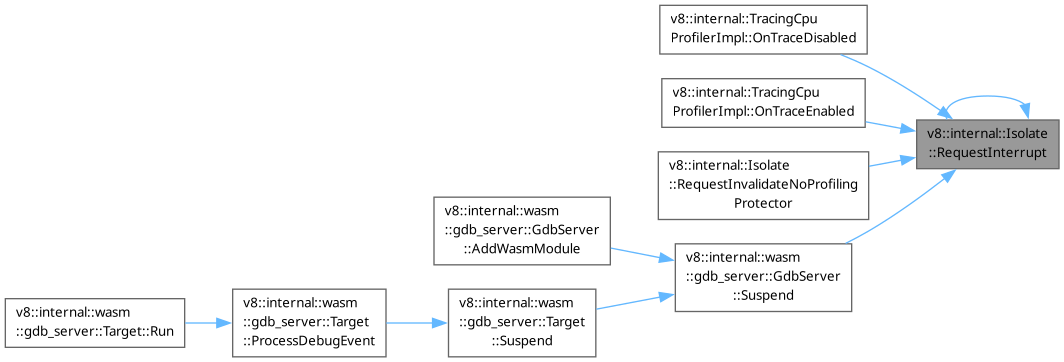 v8::internal::TracingCpu
ProfilerImpl::OnTraceDisabled
v8::internal::TracingCpu
ProfilerImpl::OnTraceEnabled
v8::internal::Isolate
::RequestInterrupt
v8::internal::Isolate
::RequestInvalidateNoProfiling
Protector
v8::internal::wasm
::gdb_server::GdbServer
::AddWasmModule
v8::internal::wasm
::gdb_server::GdbServer
::Suspend
v8::internal::wasm
::gdb_server::Target
::Suspend
v8::internal::wasm
::gdb_server::Target
::ProcessDebugEvent
v8::internal::wasm
::gdb_server::Target::Run